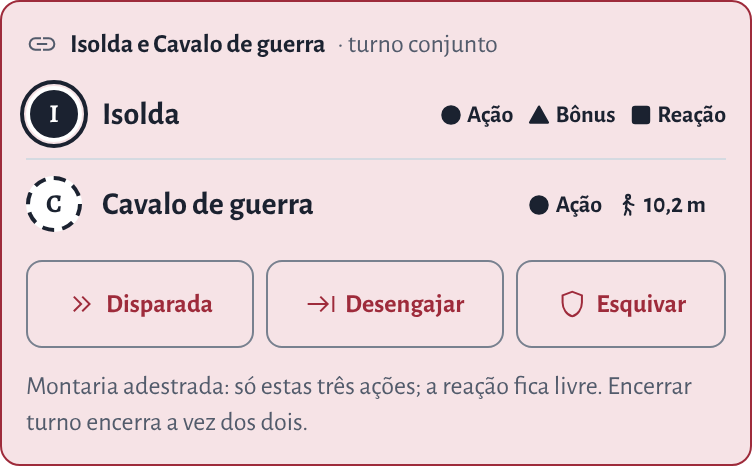 Isolda e Cavalo de guerra · turno conjunto
I Isolda Ação Bônus Reação
C Cavalo de guerra Ação 10,2 m
Disparada Desengajar Esquivar
Montaria adestrada: só estas três ações; a reação fica livre. Encerrar
turno encerra a vez dos dois.